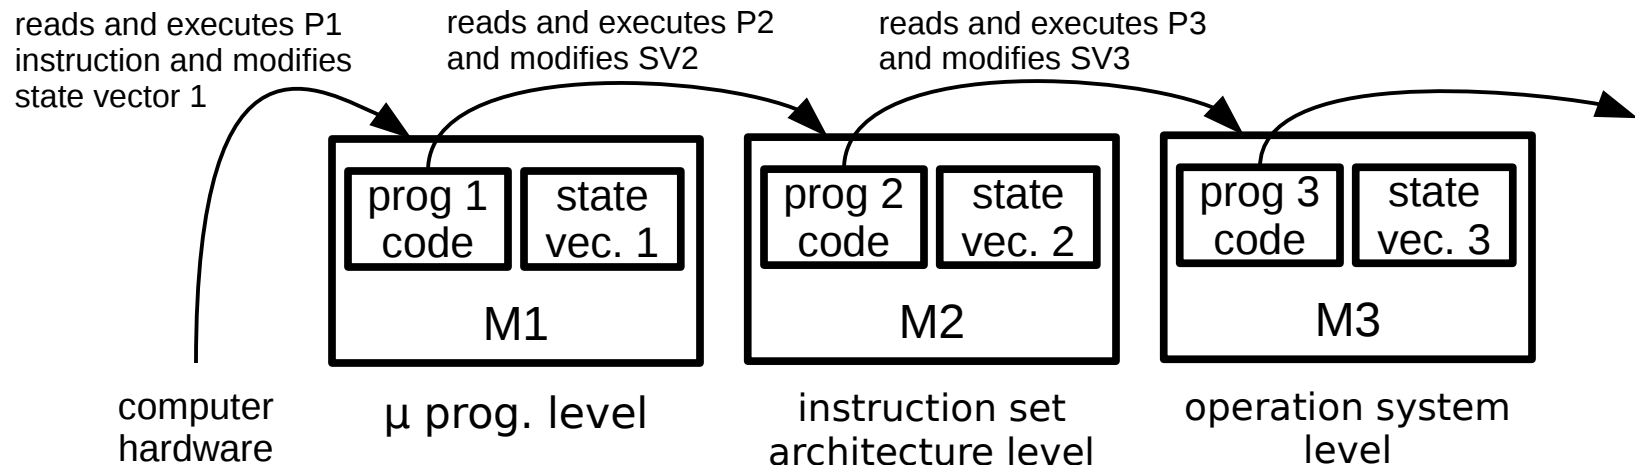 reads and executes P1
instruction and modifies
state vector 1
reads and executes P2
and modifies SV2
reads and executes P3
and modifies SV3
prog 1
code
state
vec. 1
M1
prog 2
code
state
vec. 2
M2
prog 3
code
state
vec. 3
M3
computer
hardware
μ prog. level
instruction set
architecture level
operation system
level